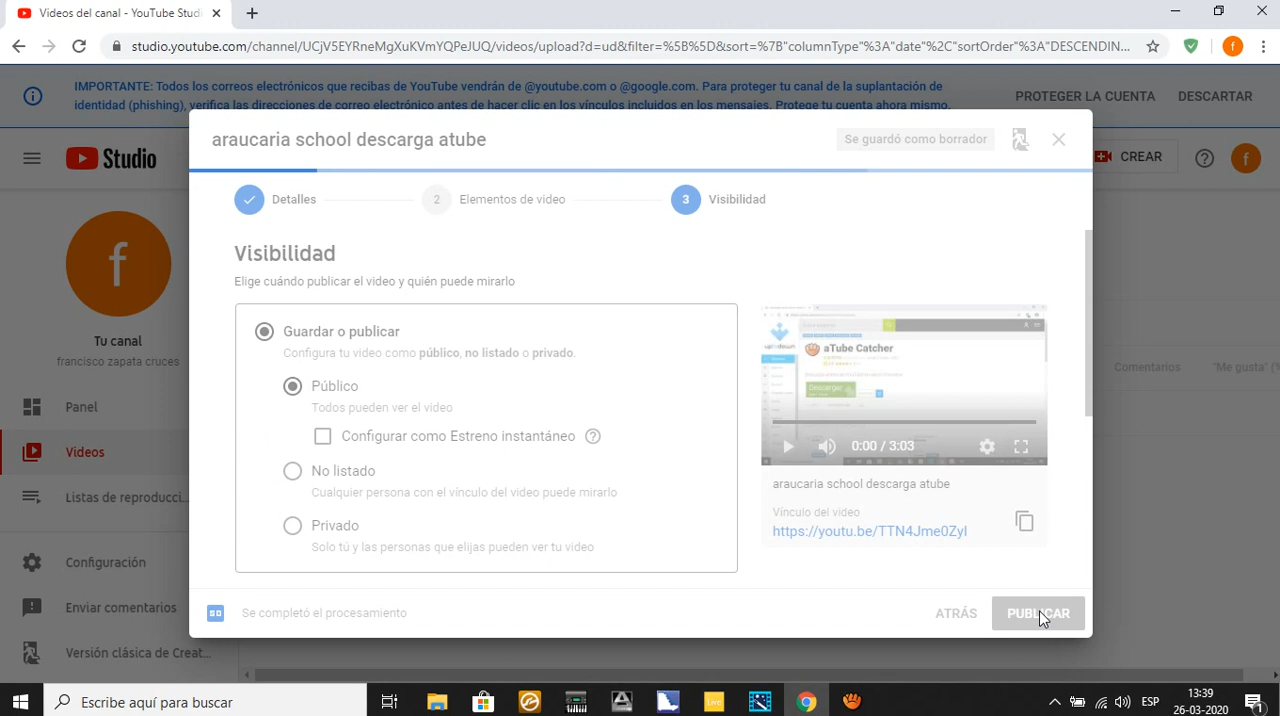 Videos del canal - YouTube Studi
studio.youtube.com/channel/UCjV5EYRneMgXuKVmYQPeJUQ/videos/upload?d=ud&filter=%5B%5D&sort=%7B"columnType"%3A"date"%2C"sortOrder"%3A"DESCENDIN...
IMPORTANTE: Todos los correos electrónicos que recibas de YouTube vendrán de @youtube.com o @google.com. Para proteger tu canal de la suplantación de
identidad (phishing), verifica las direcciones de correo electrónico antes de hacer clic en los vínculos incluidos en los mensajes. Protege tu cuenta ahora mismo.
PROTEGER LA CUENTA
DESCARTAR
Studio
CREAR
f
f
Tu canal
francisco zapata cruces
Panel
Videos
Listas de reproducci...
Configuración
Enviar comentarios
Versión clásica de Creat...
Comentarios
"Me gusta" (%
araucaria school descarga atube
Se guardó como borrador
Detalles
2 Elementos de video
3 Visibilidad
Visibilidad
Elige cuándo publicar el video y quién puede mirarlo
Guardar o publicar
Configura tu video como público, no listado o privado.
Público
Todos pueden ver el video
Configurar como Estreno instantáneo
No listado
Cualquier persona con el vínculo del video puede mirarlo
Privado
Solo tú y las personas que elijas pueden ver tu video
aTube Catcher
Descargar
0:00 / 3:03
araucaria school descarga atube
Vínculo del video
https://youtu.be/TTN4Jme0ZyI
SD
Se completó el procesamiento
ATRÁS
PUBLICAR
Escribe aquí para buscar
ESP
13:39
26-03-2020